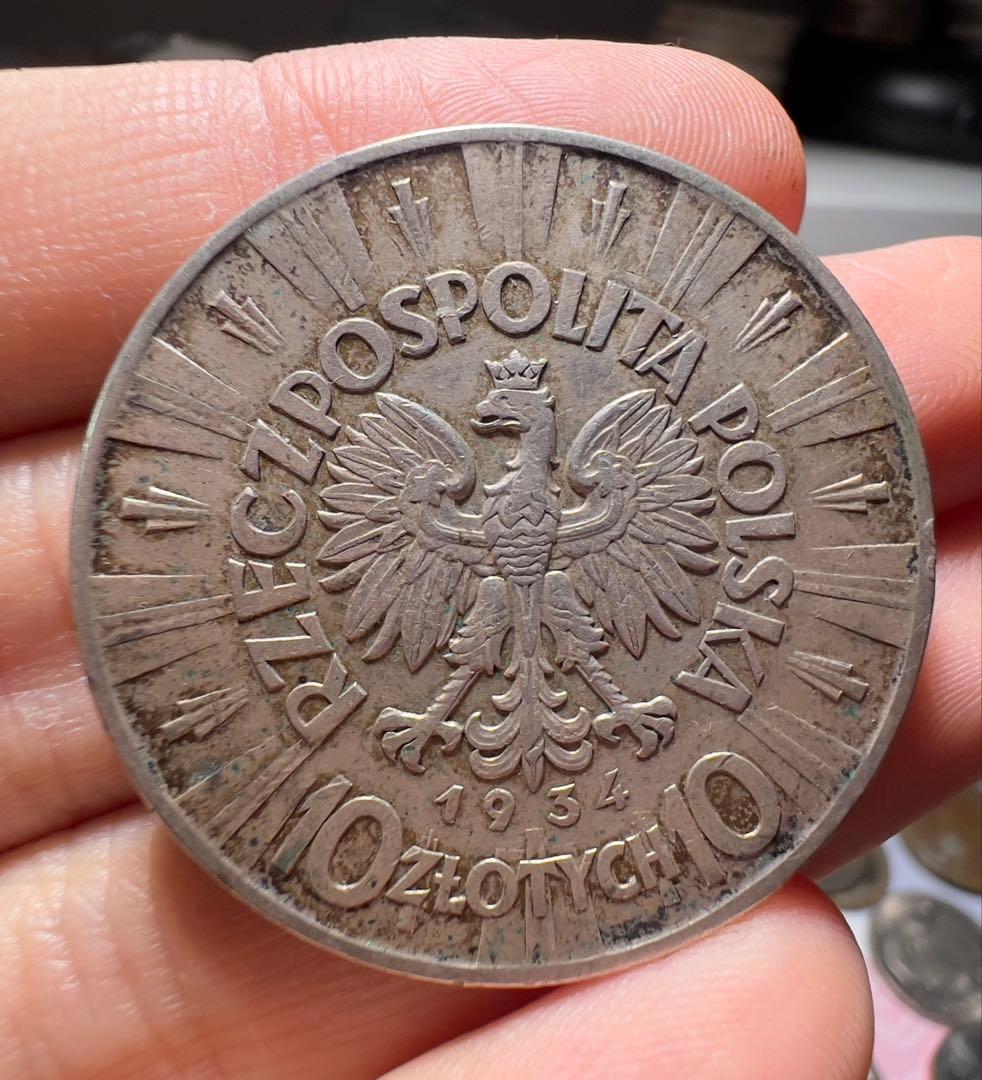 RZECZPOSPOLITA POLSKA
1934
10 ZŁOTYCH 10